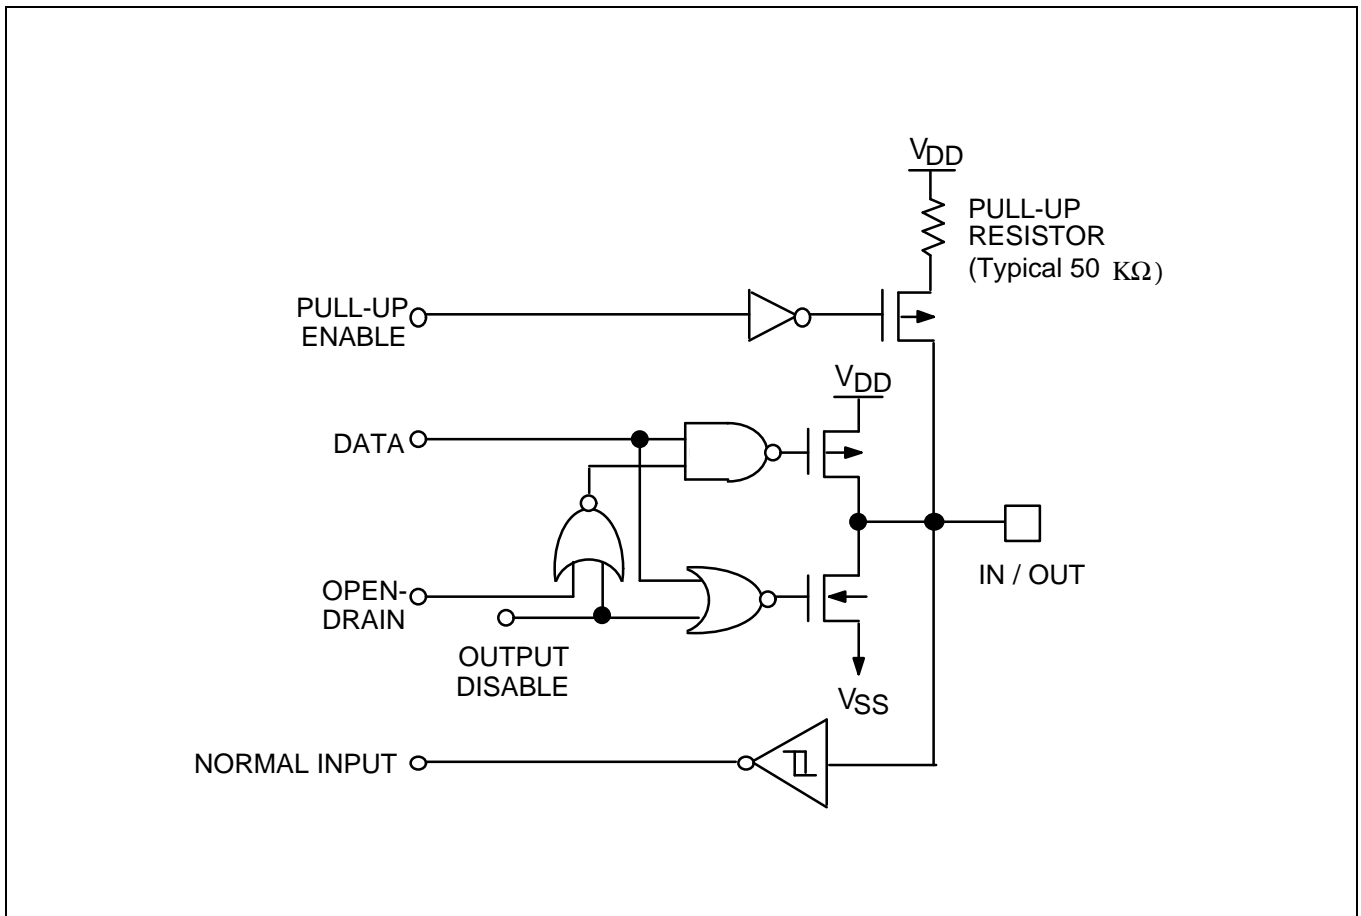 VDD
PULL-UP
RESISTOR
(Typical 50 KΩ)
PULL-UP
ENABLE
VDD
DATA
OPEN-
DRAIN
IN / OUT
OUTPUT
DISABLE
VSS
NORMAL INPUT